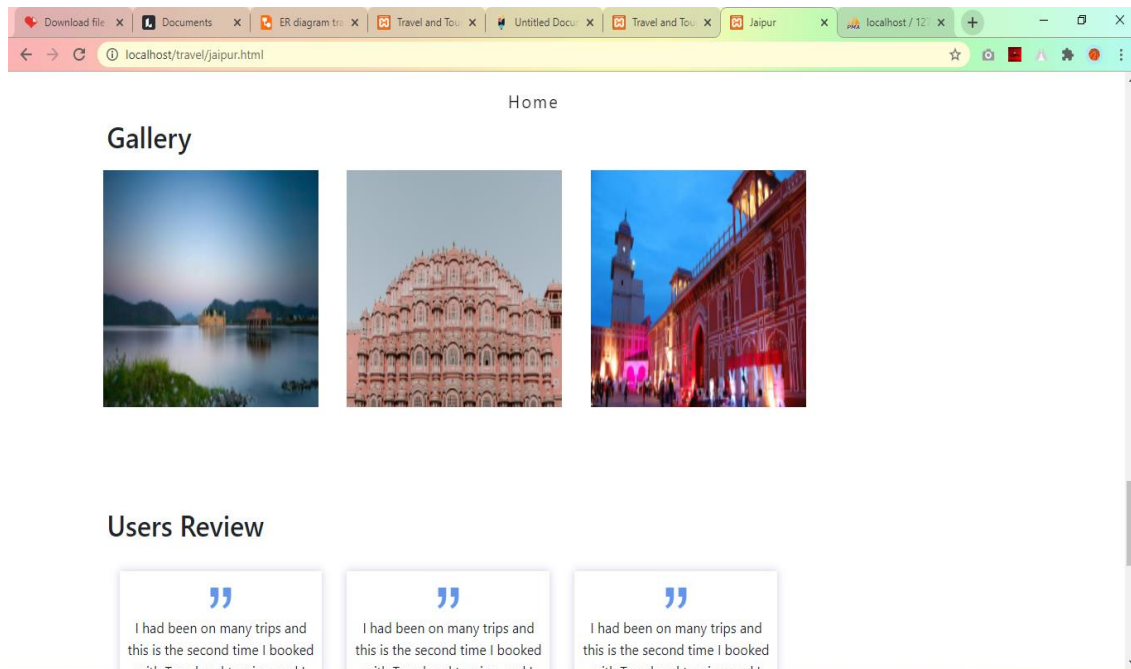 Download file
Documents
ER diagram tra
Travel and Tou
Untitled Docur
Travel and Tou
Jaipur
localhost / 127
localhost/travel/jaipur.html
Home
Gallery
Users Review
I had been on many trips and
this is the second time I booked
I had been on many trips and
this is the second time I booked
I had been on many trips and
this is the second time I booked